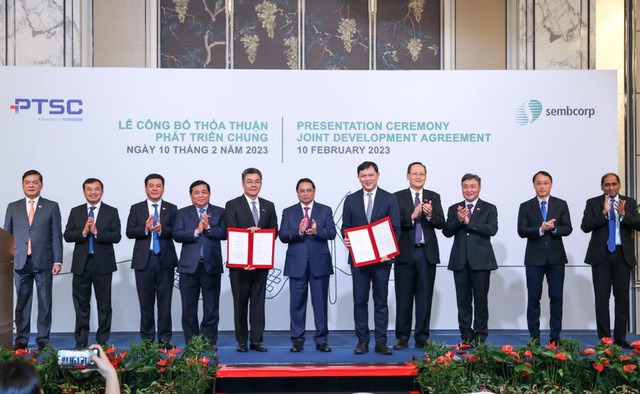 PTSC
A member of PETROVIETNAM
LỄ CÔNG BỐ THỎA THUẬN
PHÁT TRIỂN CHUNG
NGÀY 10 THÁNG 2 NĂM 2023
PRESENTATION CEREMONY
JOINT DEVELOPMENT AGREEMENT
10 FEBRUARY 2023
sembcorp